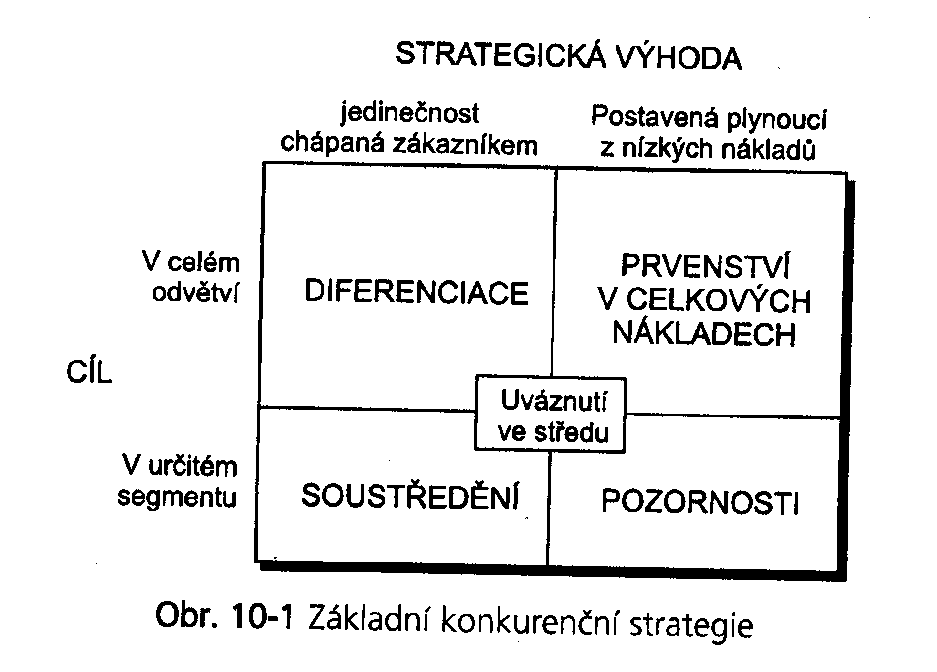 STRATEGICKÁ VÝHODA
jedinečnost
chápaná zákazníkem
Postavená plynoucí
z nízkých nákladů
V celém
odvětví
DIFERENCIACE
PRVENSTVÍ
V CELKOVÝCH
NÁKLADECH
CÍL
Uváznutí
ve středu
V určitém
segmentu
SOUSTŘEDĚNÍ
POZORNOSTI
Obr. 10-1 Základní konkurenční strategie